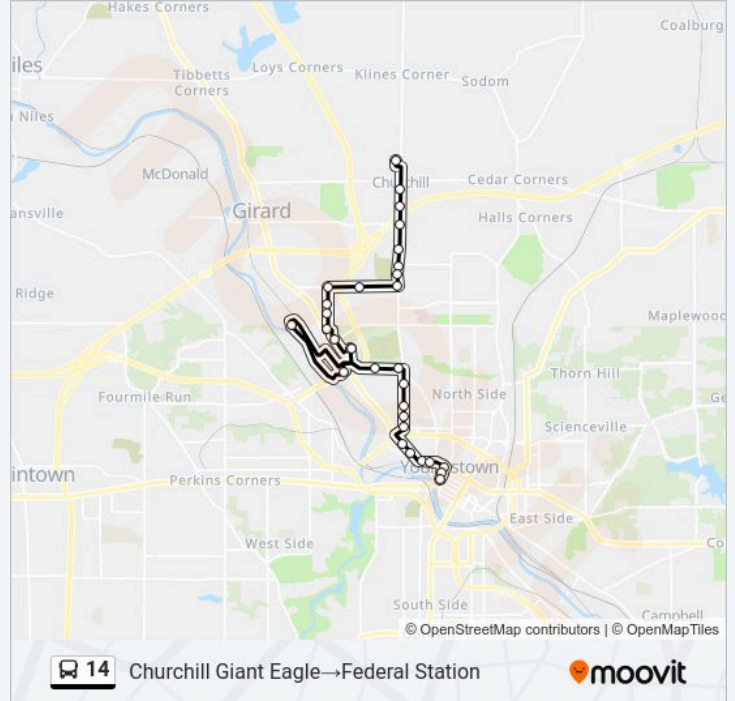 Hakes Corners
Coalburg
iles
Loys Corners
Klines Corner
Sodom
Tibbetts
Corners
Niles
McDonald
Churchill
Cedar Corners
ansville
Girard
Halls Corners
Ridge
Maplewood
Thorn Hill
Fourmile Run
North Side
Ge
Scienceville
intown
Youngstown
Perkins Corners
East Side
West Side
Co
South Side
Campbell
© OpenStreetMap contributors | © OpenMapTiles
14 Churchill Giant Eagle→Federal Station
moovit